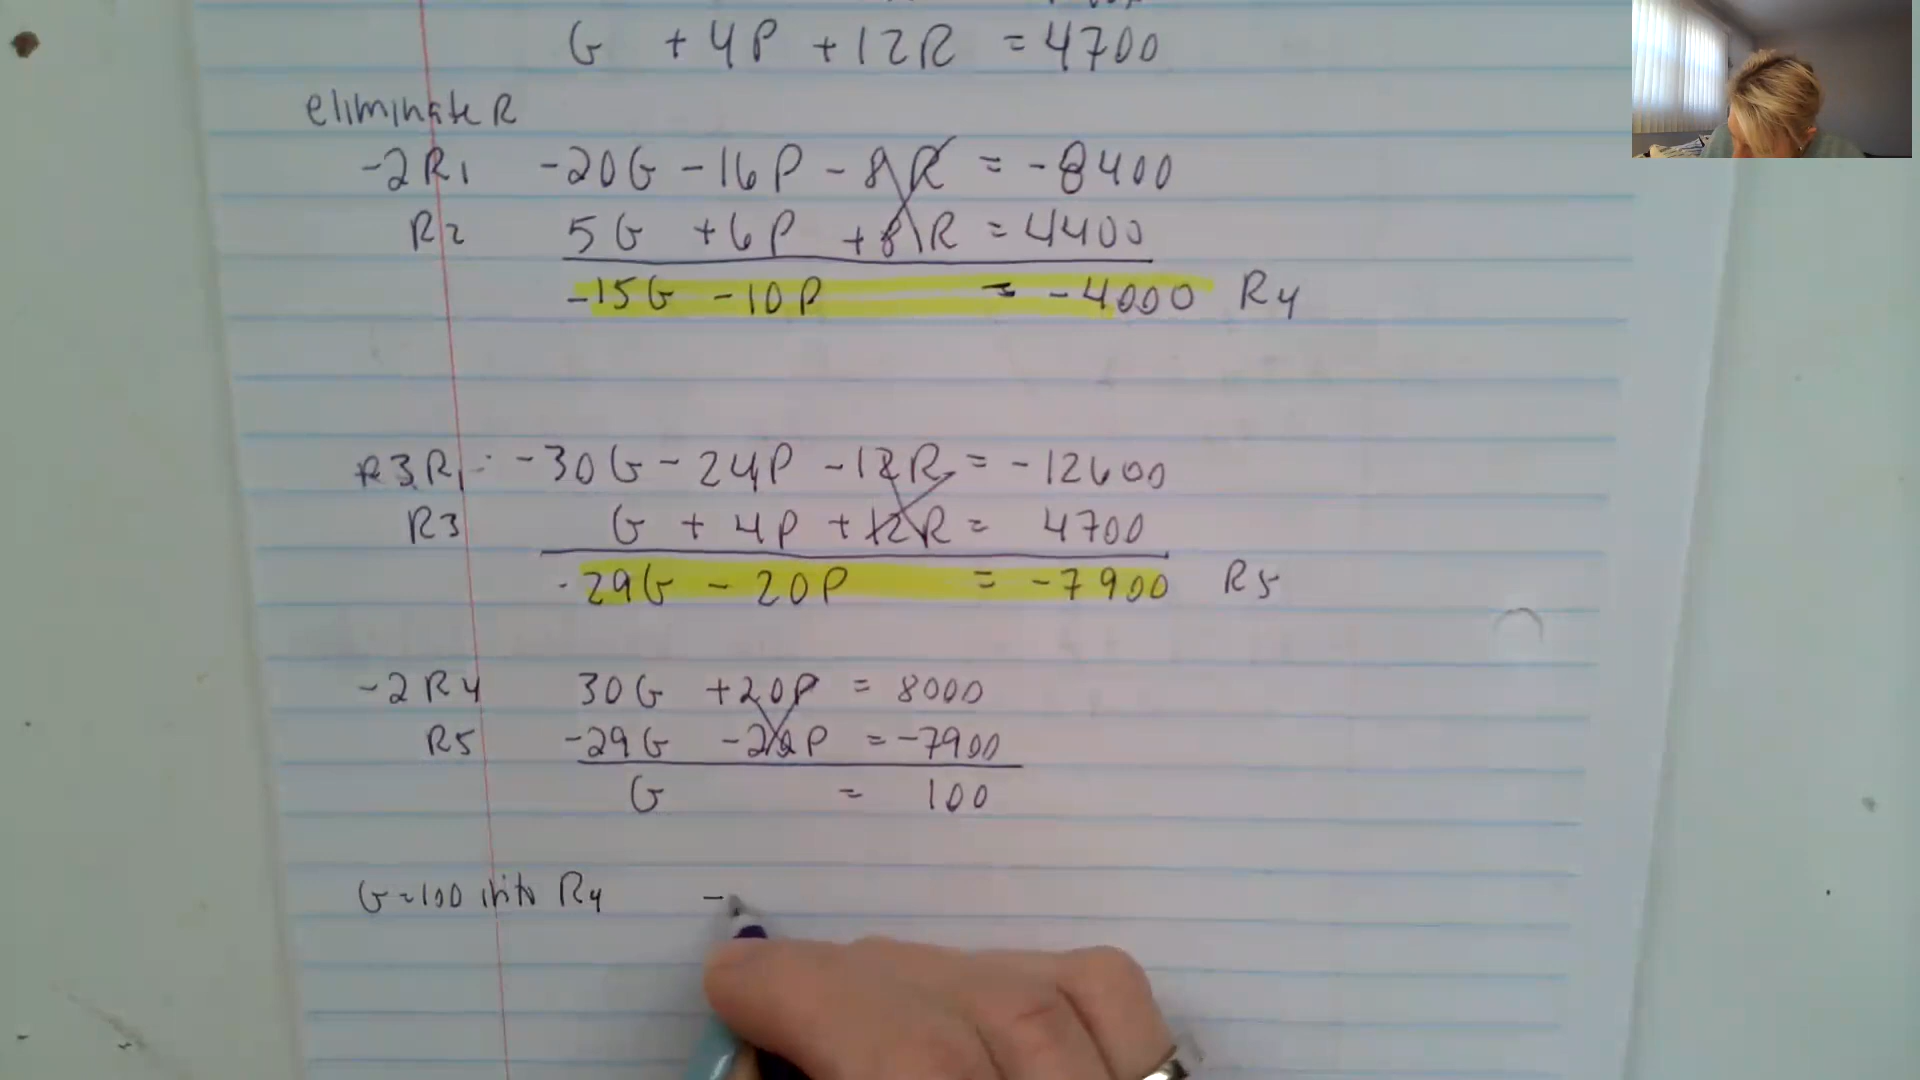 G + 4P + 12R = 4700
eliminate R
-2R1 -20G - 16P - 8R = -8400
R2 5G + 6P + 8R = 4400
-15G - 10P = -4000 R4
3R1 -30G - 24P - 12R = -12600
R3 G + 4P + 12R = 4700
-29G - 20P = -7900 R5
-2R4 30G + 20P = 8000
R5 -29G - 20P = -7900
G = 100
G = 100 into R4 -